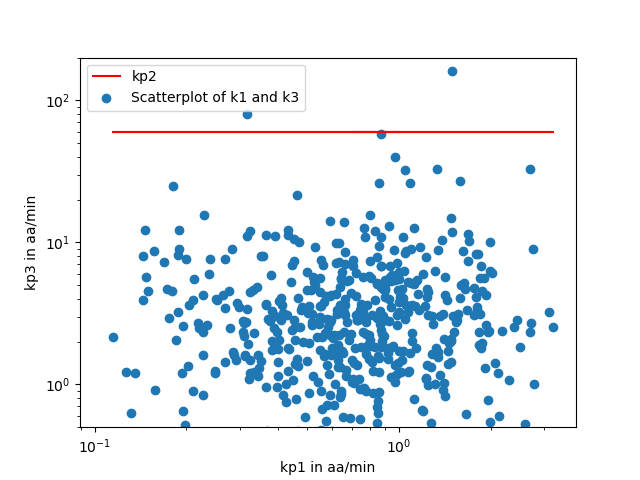 kp2
Scatterplot of k1 and k3
10²
10¹
10⁰
kp3 in aa/min
10⁻¹
10⁰
kp1 in aa/min